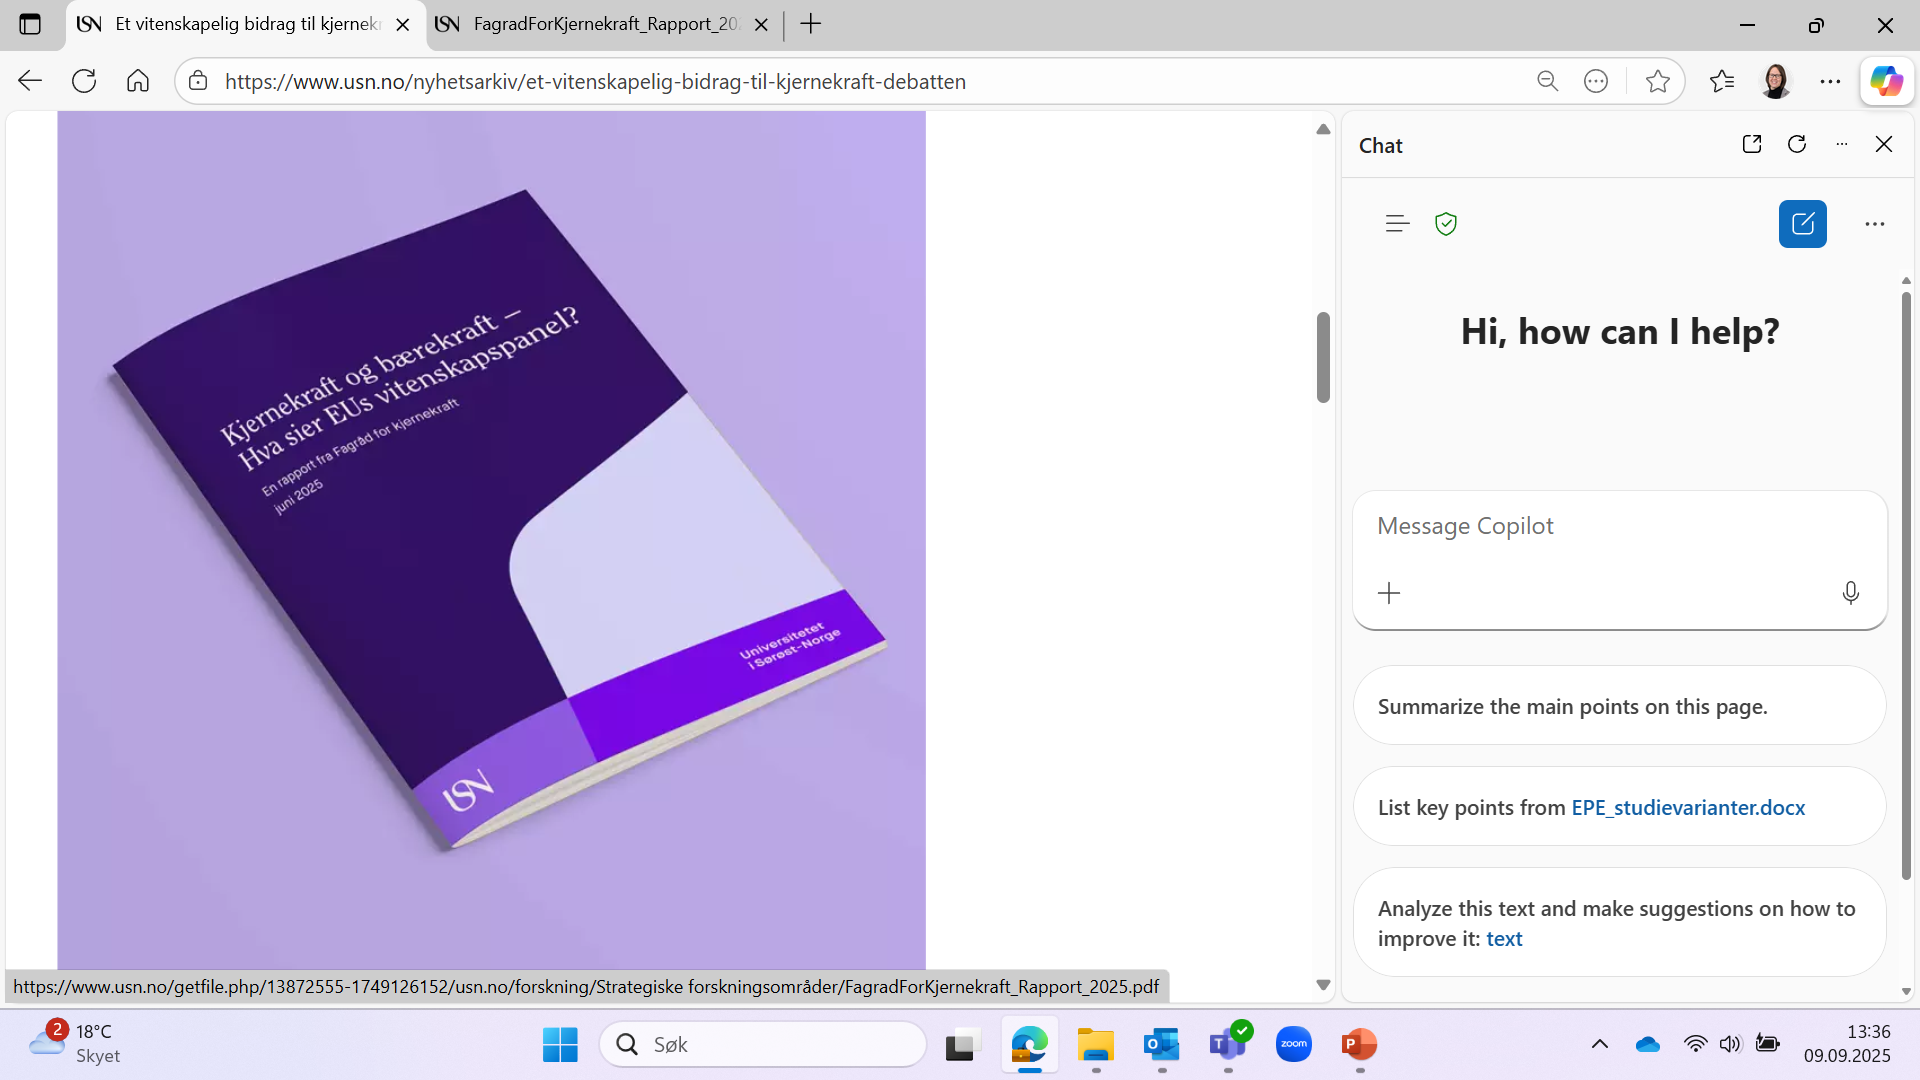 USN Et vitenskapelig bidrag til kjernekr
USN FagradForKjernekraft_Rapport_20
https://www.usn.no/nyhetsarkiv/et-vitenskapelig-bidrag-til-kjernekraft-debatten
Kjernekraft og bærekraft –
Hva sier EUs vitenskapspanel?
En rapport fra Fagråd for kjernekraft
juni 2025
Universitetet
i Sørøst-Norge
USN
https://www.usn.no/getfile.php/13872555-1749126152/usn.no/forskning/Strategiske forskningsområder/FagradForKjernekraft_Rapport_2025.pdf
Chat
Hi, how can I help?
Message Copilot
Summarize the main points on this page.
List key points from EPE_studievarianter.docx
Analyze this text and make suggestions on how to
improve it: text
2
18°C
Skyet
Søk
O
T
zoom
P
13:36
09.09.2025